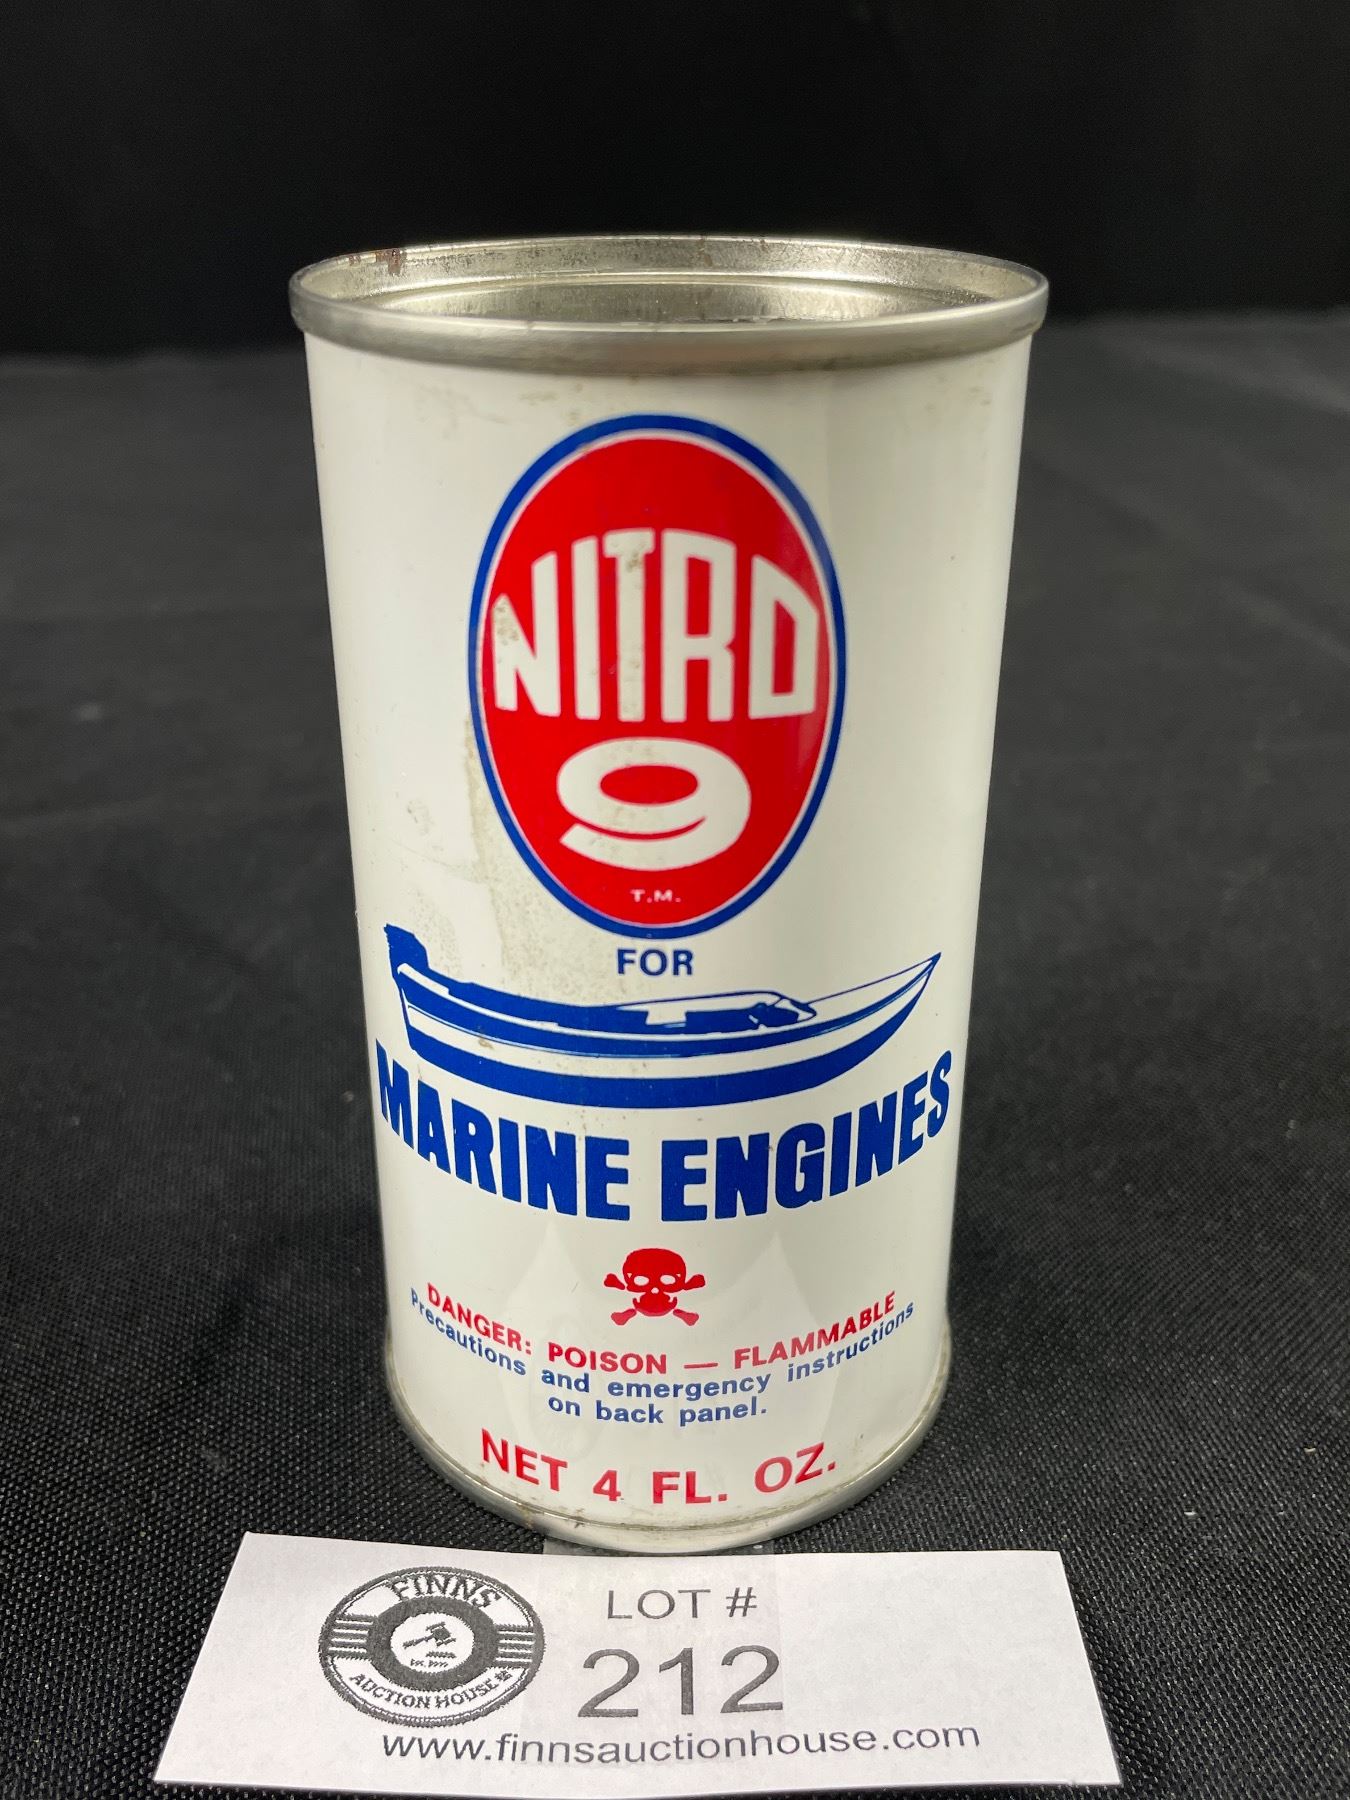 NITRO
9
T.M.
FOR
MARINE ENGINES
DANGER: POISON — FLAMMABLE
Precautions and emergency instructions
on back panel.
NET 4 FL. OZ.
FINNS
AUCTION HOUSE
LOT #
212
www.finnsauctionhouse.com